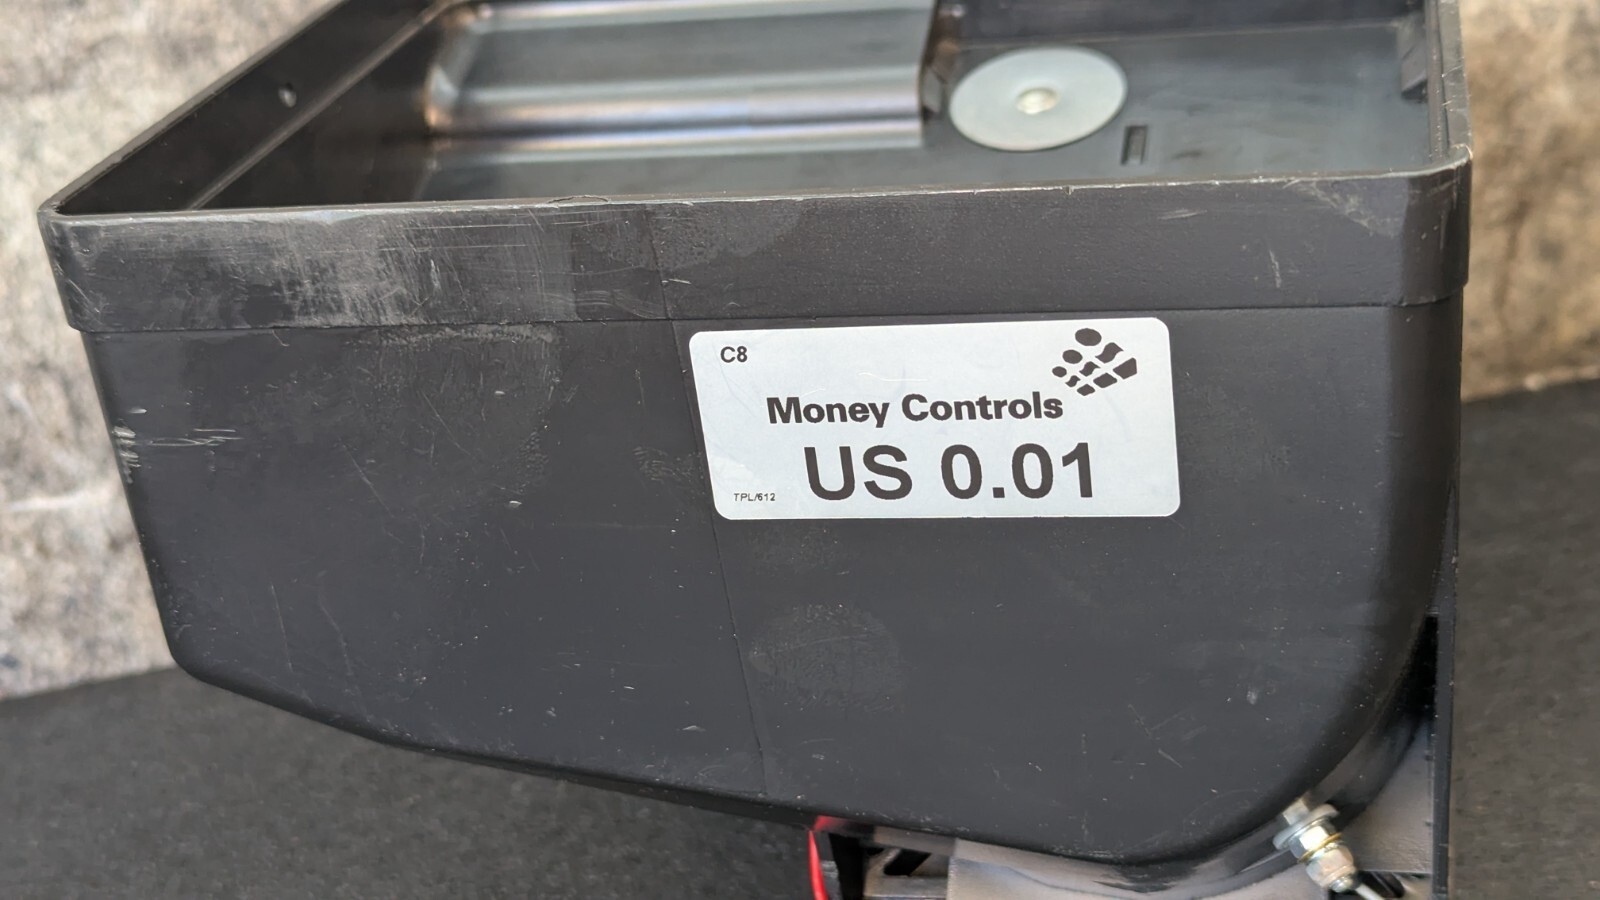 C8
Money Controls
US 0.01
TPL/612